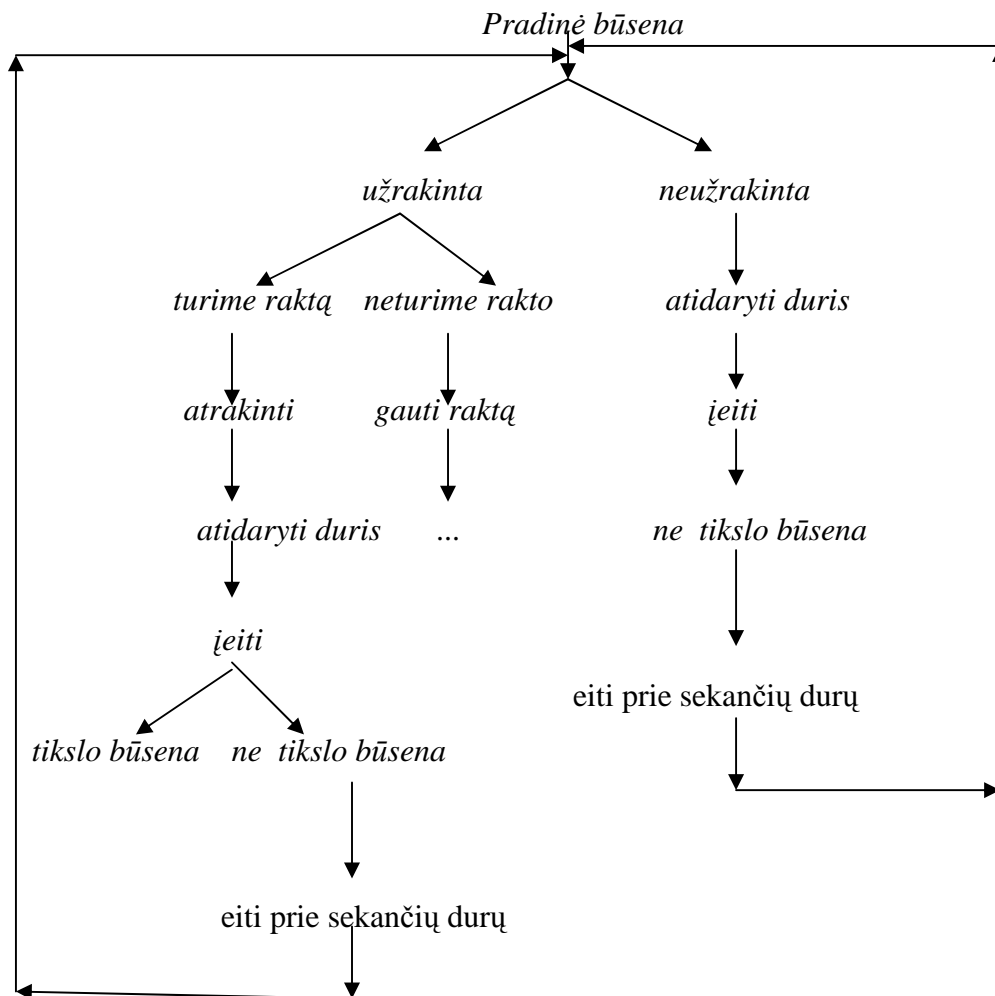 Pradinė būsena
užrakinta neužrakinta
turime raktą neturime rakto atidaryti duris
atrakinti gauti raktą įeiti
atidaryti duris ... ne tikslo būsena
įeiti
eiti prie sekančių durų
tikslo būsena ne tikslo būsena
eiti prie sekančių durų